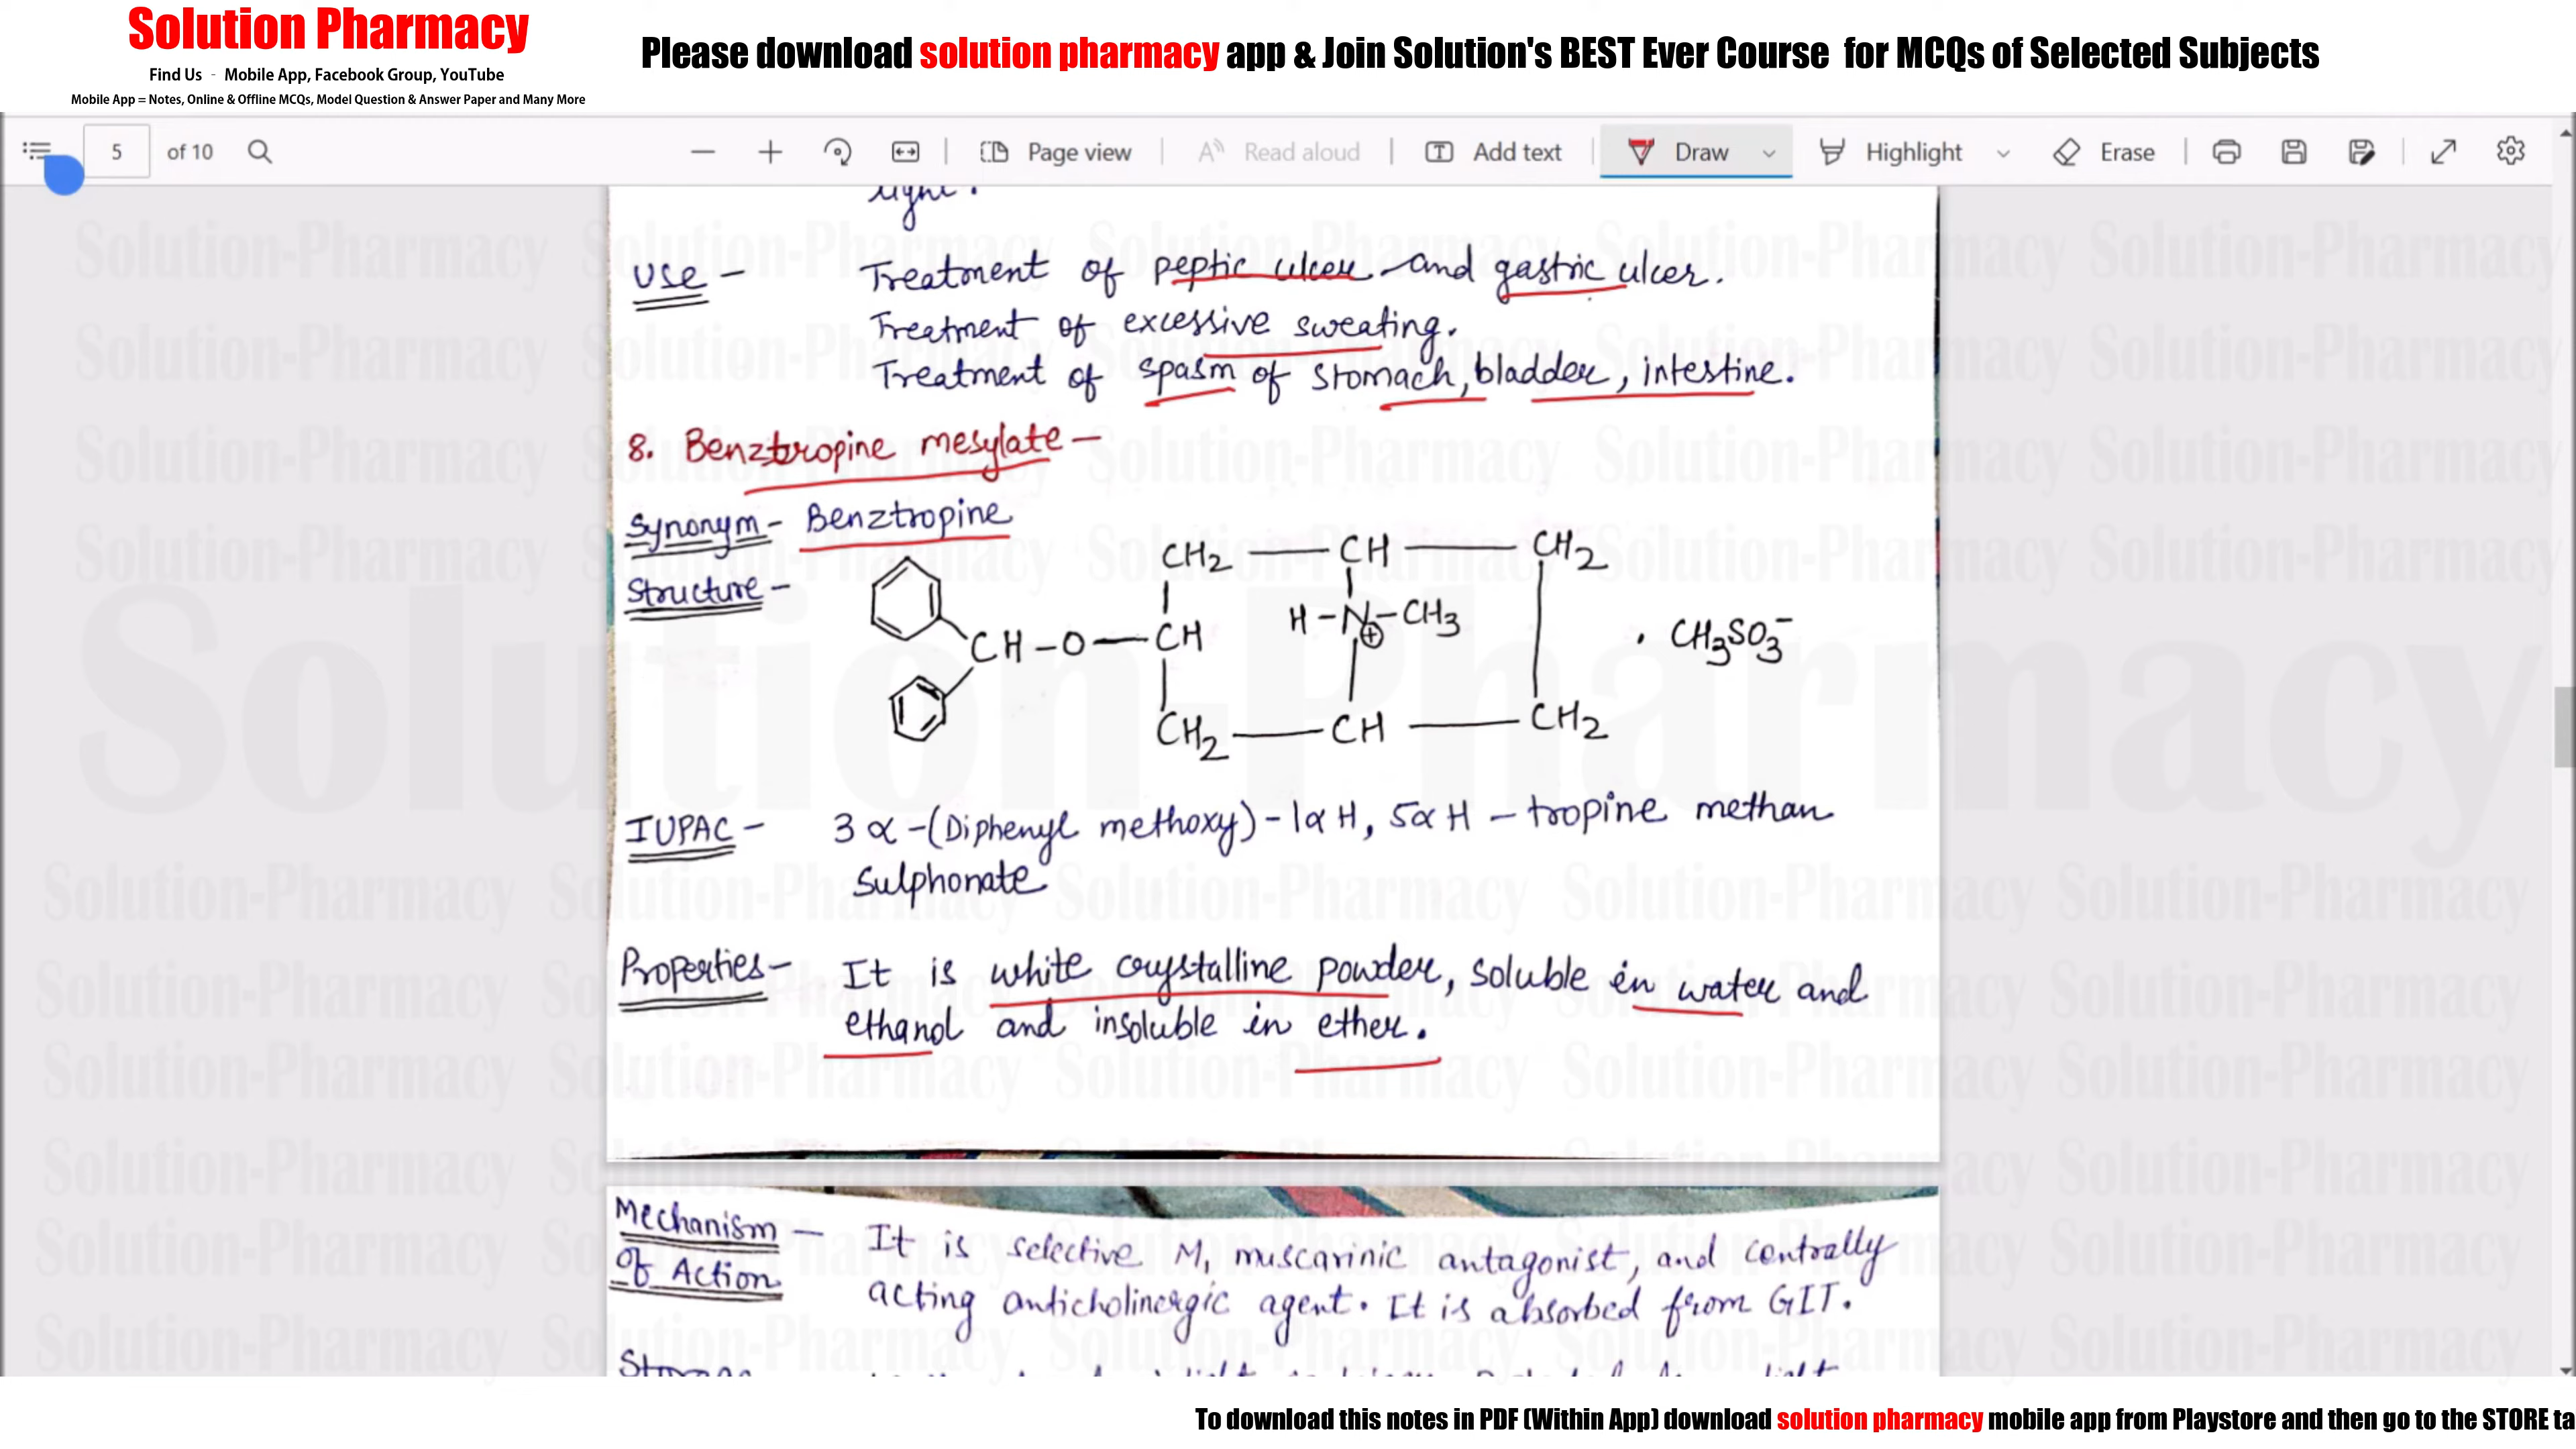 Solution Pharmacy
Find Us - Mobile App, Facebook Group, YouTube
Mobile App = Notes, Online & Offline MCQs, Model Question & Answer Paper and Many More
Please download solution pharmacy app & Join Solution's BEST Ever Course for MCQs of Selected Subjects
5 of 10 Page view Read aloud Add text Draw Highlight Erase
light.
Use - Treatment of peptic ulcer and gastric ulcer.
Treatment of excessive sweating.
Treatment of spasm of stomach, bladder, intestine.
8. Benztropine mesylate -
Synonym - Benztropine
Structure -
CH2 CH CH2
H-N-CH3
⊕
CH-O-CH
. CH3SO3-
CH2 CH CH2
IUPAC - 3α-(Diphenyl methoxy)-1αH, 5αH - tropine methan
sulphonate
Properties - It is white crystalline powder, soluble in water and
ethanol and insoluble in ether.
Mechanism of Action - It is selective M1 muscarinic antagonist, and centrally
acting anticholinergic agent. It is absorbed from GIT.
Solution-Pharmacy
To download this notes in PDF (Within App) download solution pharmacy mobile app from Playstore and then go to the STORE ta